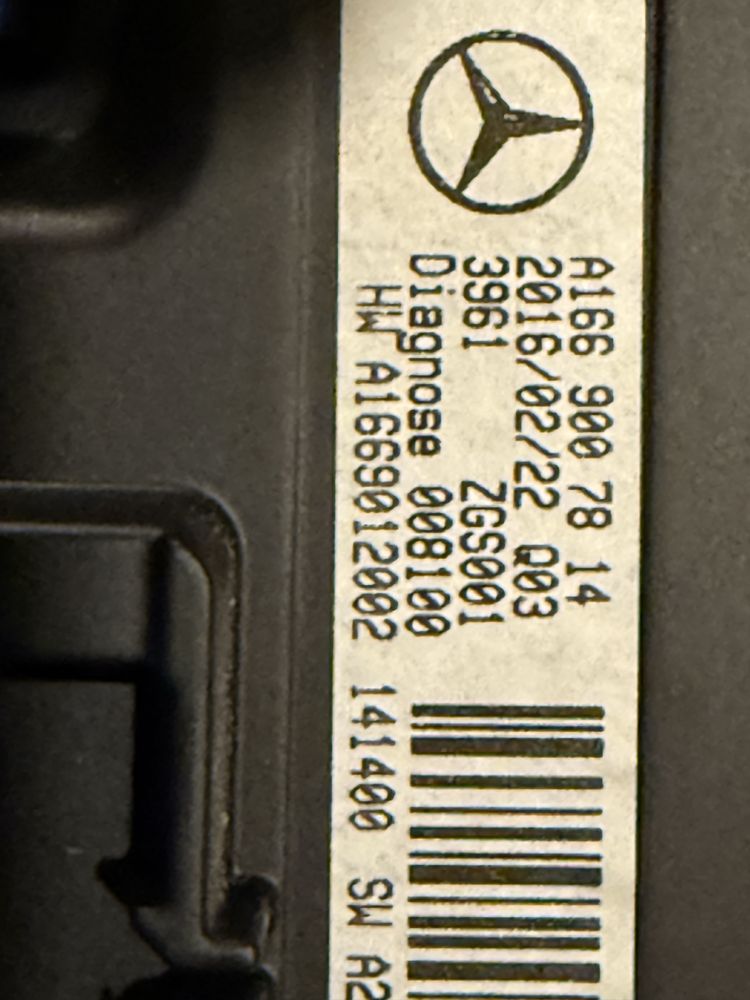 A166 900 78 14
2016/02/22 Q03
3961 ZGS001
Diagnose 008100
HW A1669012002 141400 SW A2